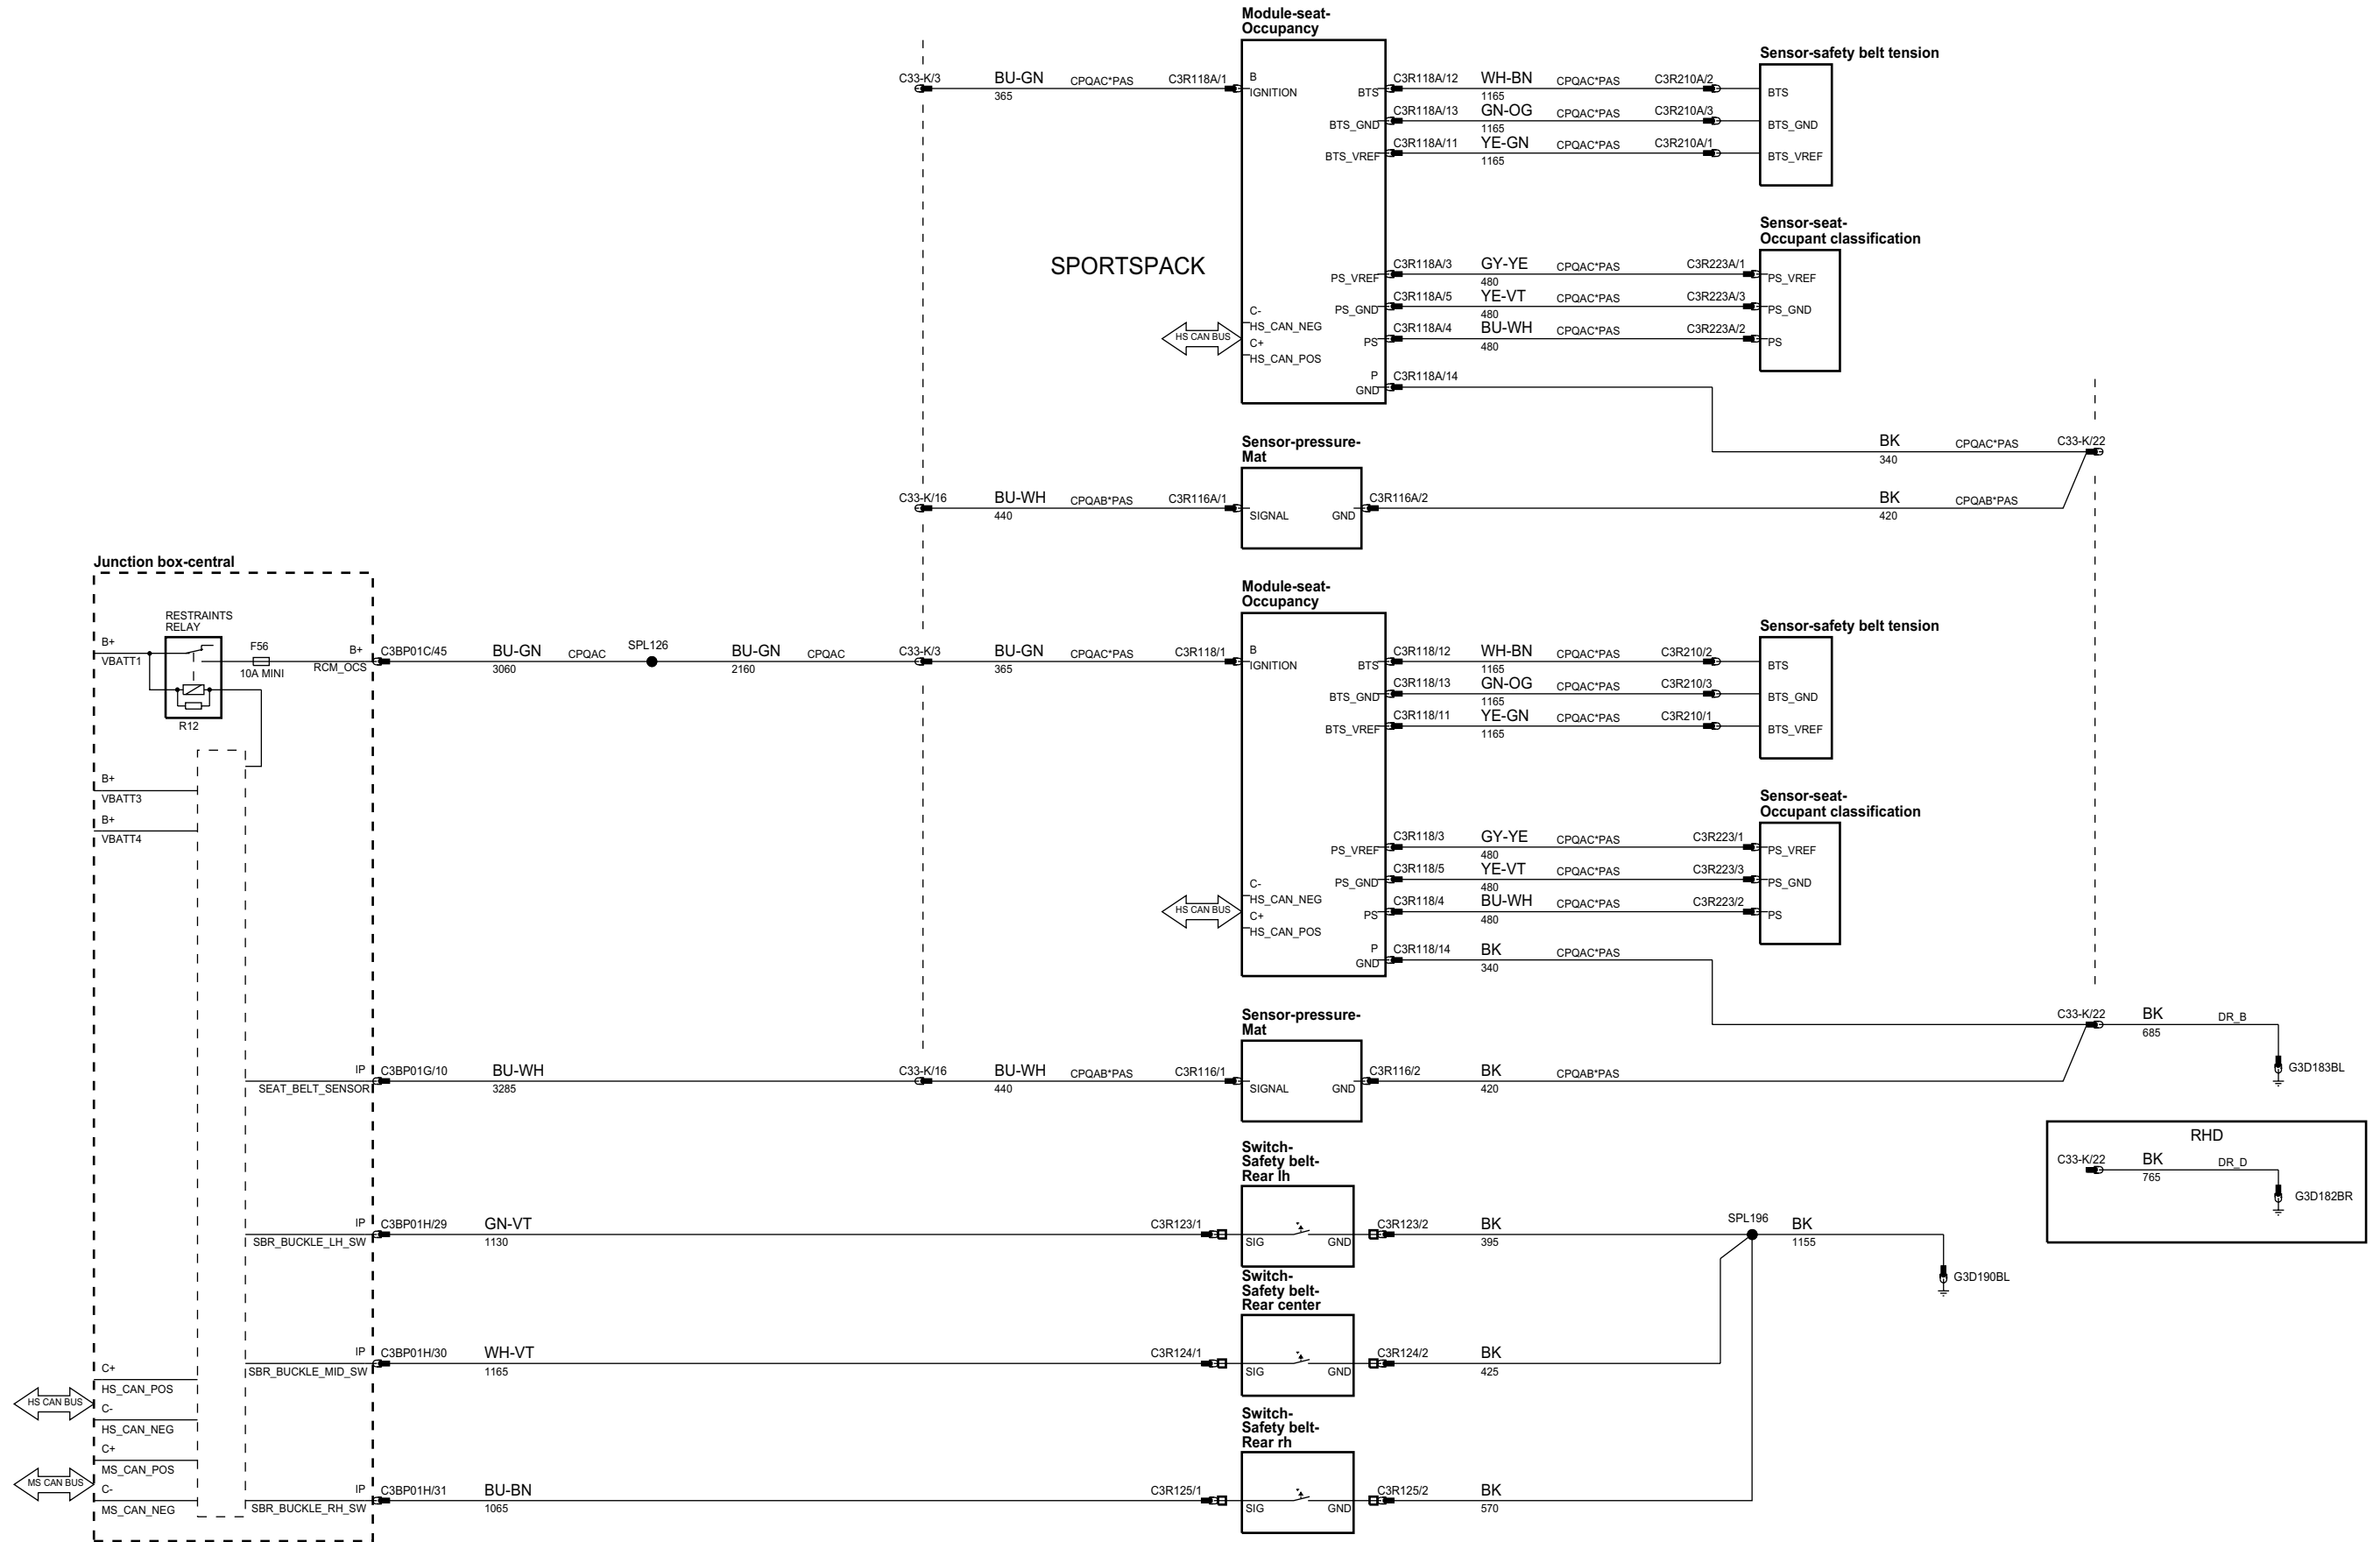 Module-seat-
Occupancy
C33-K/3
BU-GN
365
CPQAC*PAS
C3R118A/1
B
IGNITION
BTS
BTS_GND
BTS_VREF
C3R118A/12
WH-BN
1165
CPQAC*PAS
C3R210A/2
C3R118A/13
GN-OG
1165
CPQAC*PAS
C3R210A/3
C3R118A/11
YE-GN
1165
CPQAC*PAS
C3R210A/1
Sensor-safety belt tension
BTS
BTS_GND
BTS_VREF
SPORTSPACK
HS CAN BUS
C-
HS_CAN_NEG
C+
HS_CAN_POS
PS_VREF
PS_GND
PS
P
GND
C3R118A/3
GY-YE
480
CPQAC*PAS
C3R223A/1
C3R118A/5
YE-VT
480
CPQAC*PAS
C3R223A/3
C3R118A/4
BU-WH
480
CPQAC*PAS
C3R223A/2
C3R118A/14
Sensor-seat-
Occupant classification
PS_VREF
PS_GND
PS
BK
340
CPQAC*PAS
C33-K/22
Sensor-pressure-
Mat
C33-K/16
BU-WH
440
CPQAB*PAS
C3R116A/1
SIGNAL
GND
C3R116A/2
BK
420
CPQAB*PAS
Junction box-central
RESTRAINTS
RELAY
B+
VBATT1
F56
10A MINI
R12
B+
RCM_OCS
B+
VBATT3
B+
VBATT4
C3BP01C/45
BU-GN
3060
CPQAC
SPL126
BU-GN
2160
CPQAC
C33-K/3
BU-GN
365
CPQAC*PAS
C3R118/1
Module-seat-
Occupancy
B
IGNITION
BTS
BTS_GND
BTS_VREF
C3R118/12
WH-BN
1165
CPQAC*PAS
C3R210/2
C3R118/13
GN-OG
1165
CPQAC*PAS
C3R210/3
C3R118/11
YE-GN
1165
CPQAC*PAS
C3R210/1
Sensor-safety belt tension
BTS
BTS_GND
BTS_VREF
HS CAN BUS
C-
HS_CAN_NEG
C+
HS_CAN_POS
PS_VREF
PS_GND
PS
P
GND
C3R118/3
GY-YE
480
CPQAC*PAS
C3R223/1
C3R118/5
YE-VT
480
CPQAC*PAS
C3R223/3
C3R118/4
BU-WH
480
CPQAC*PAS
C3R223/2
C3R118/14
BK
340
CPQAC*PAS
Sensor-seat-
Occupant classification
PS_VREF
PS_GND
PS
C33-K/22
BK
685
DR_B
G3D183BL
IP
SEAT_BELT_SENSOR
C3BP01G/10
BU-WH
3285
C33-K/16
BU-WH
440
CPQAB*PAS
C3R116/1
Sensor-pressure-
Mat
SIGNAL
GND
C3R116/2
BK
420
CPQAB*PAS
RHD
C33-K/22
BK
765
DR_D
G3D182BR
IP
SBR_BUCKLE_LH_SW
C3BP01H/29
GN-VT
1130
C3R123/1
Switch-
Safety belt-
Rear lh
SIG
GND
C3R123/2
BK
395
SPL196
BK
1155
G3D190BL
IP
SBR_BUCKLE_MID_SW
C3BP01H/30
WH-VT
1165
C3R124/1
Switch-
Safety belt-
Rear center
SIG
GND
C3R124/2
BK
425
HS CAN BUS
C+
HS_CAN_POS
C-
HS_CAN_NEG
MS CAN BUS
C+
MS_CAN_POS
C-
MS_CAN_NEG
IP
SBR_BUCKLE_RH_SW
C3BP01H/31
BU-BN
1065
C3R125/1
Switch-
Safety belt-
Rear rh
SIG
GND
C3R125/2
BK
570